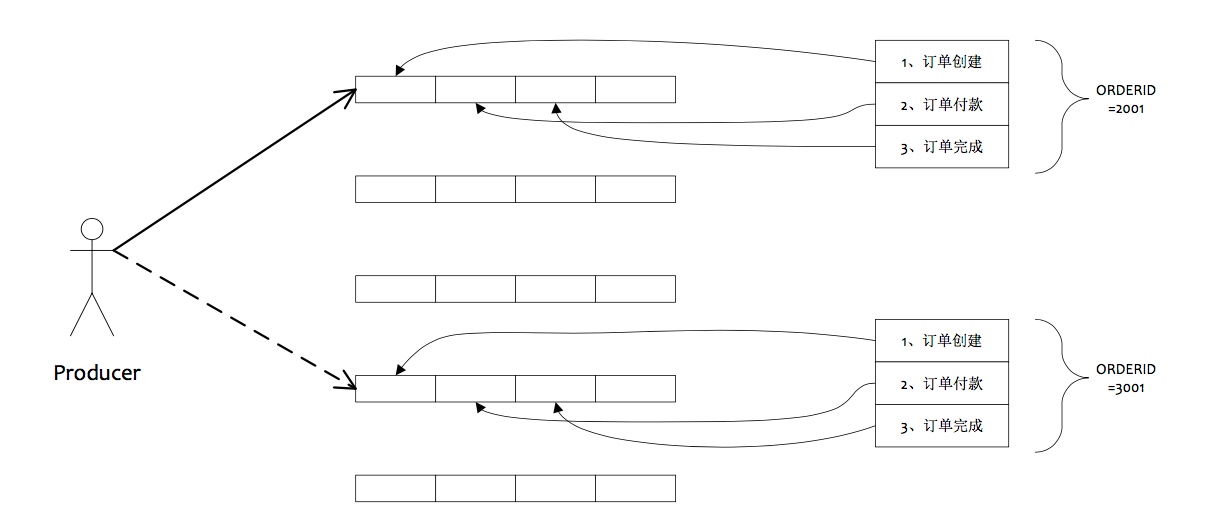 1、订单创建
2、订单付款
3、订单完成
ORDERID
=2001
Producer
1、订单创建
2、订单付款
3、订单完成
ORDERID
=3001